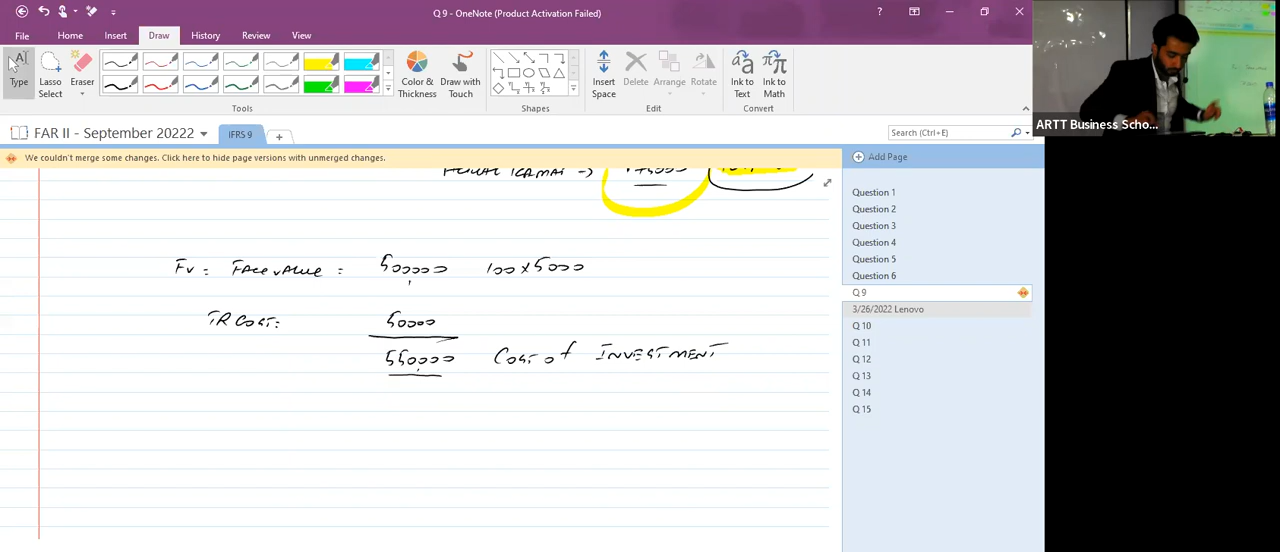 Q 9 - OneNote (Product Activation Failed)
?
File Home Insert Draw History Review View
Type
Lasso Select
Eraser
Color & Thickness
Draw with Touch
Insert Space
Delete
Arrange
Rotate
Ink to Text
Ink to Math
Tools
Shapes
Edit
Convert
ARTT Business Scho...
FAR II - September 20222
IFRS 9
Search (Ctrl+E)
We couldn't merge some changes. Click here to hide page versions with unmerged changes.
Add Page
Question 1
Question 2
Question 3
Question 4
Question 5
Question 6
Q 9
3/26/2022 Lenovo
Q 10
Q 11
Q 12
Q 13
Q 14
Q 15
FV = FACE VALUE = 500,000 100 x 5000
TR COST: 50000
550,000 COST OF INVESTMENT